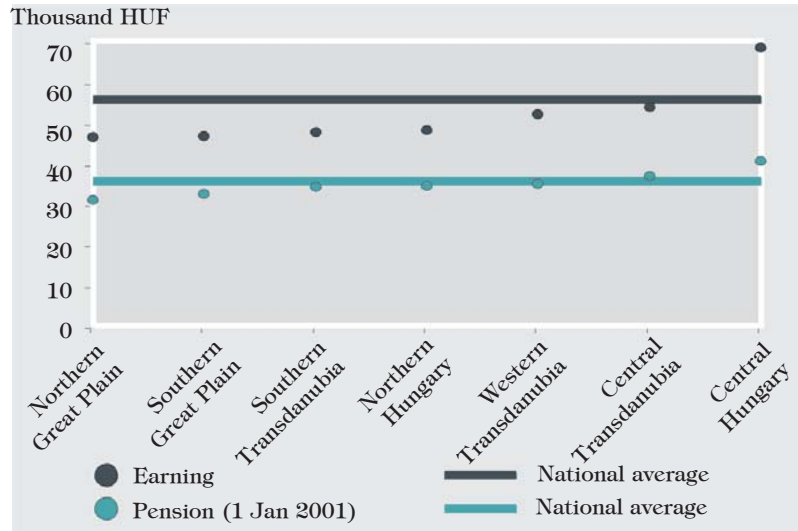 Thousand HUF
70
60
50
40
30
20
10
0
Northern
Great Plain
Southern
Great Plain
Southern
Transdanubia
Northern
Hungary
Western
Transdanubia
Central
Transdanubia
Central
Hungary
Earning
National average
Pension (1 Jan 2001)
National average